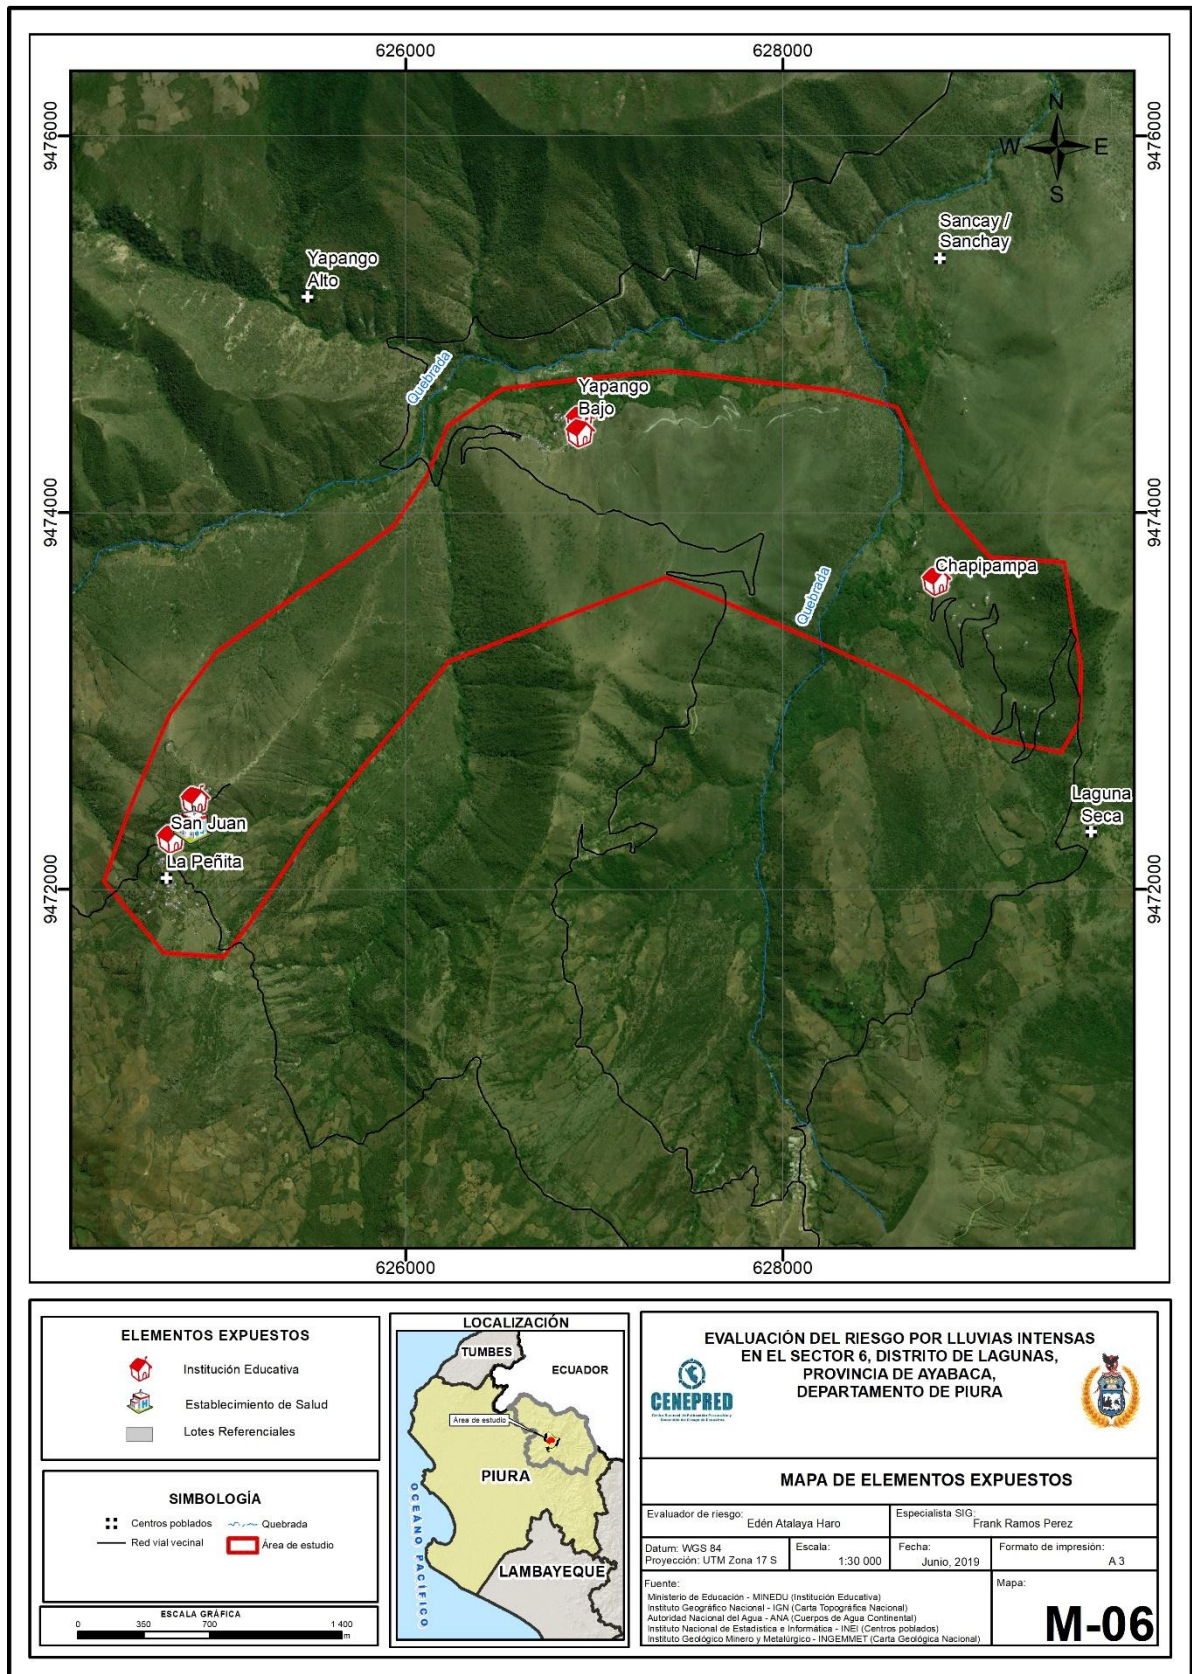 626000
628000
9476000
9476000
N
W
E
S
Sancay /
Sanchay
Yapango
Alto
Quebrada
Yapango
Bajo
9474000
9474000
Chapipampa
Quebrada
Laguna
Seca
San Juan
La Peñita
9472000
9472000
626000
628000
ELEMENTOS EXPUESTOS
Institución Educativa
Establecimiento de Salud
Lotes Referenciales
SIMBOLOGÍA
Centros poblados
Quebrada
Red vial vecinal
Área de estudio
ESCALA GRÁFICA
0 350 700 1 400
m
LOCALIZACIÓN
TUMBES
ECUADOR
Área de estudio
PIURA
OCEANO PACÍFICO
LAMBAYEQUE
EVALUACIÓN DEL RIESGO POR LLUVIAS INTENSAS
EN EL SECTOR 6, DISTRITO DE LAGUNAS,
PROVINCIA DE AYABACA,
DEPARTAMENTO DE PIURA
CENEPRED
MAPA DE ELEMENTOS EXPUESTOS
Evaluador de riesgo:
Edén Atalaya Haro
Especialista SIG:
Frank Ramos Perez
Datum: WGS 84
Proyección: UTM Zona 17 S
Escala:
1:30 000
Fecha:
Junio, 2019
Formato de impresión:
A 3
Fuente:
Ministerio de Educación - MINEDU (Institución Educativa)
Instituto Geográfico Nacional - IGN (Carta Topográfica Nacional)
Autoridad Nacional del Agua - ANA (Cuerpos de Agua Continental)
Instituto Nacional de Estadística e Informática - INEI (Centros poblados)
Instituto Geológico Minero y Metalúrgico - INGEMMET (Carta Geológica Nacional)
Mapa:
M-06